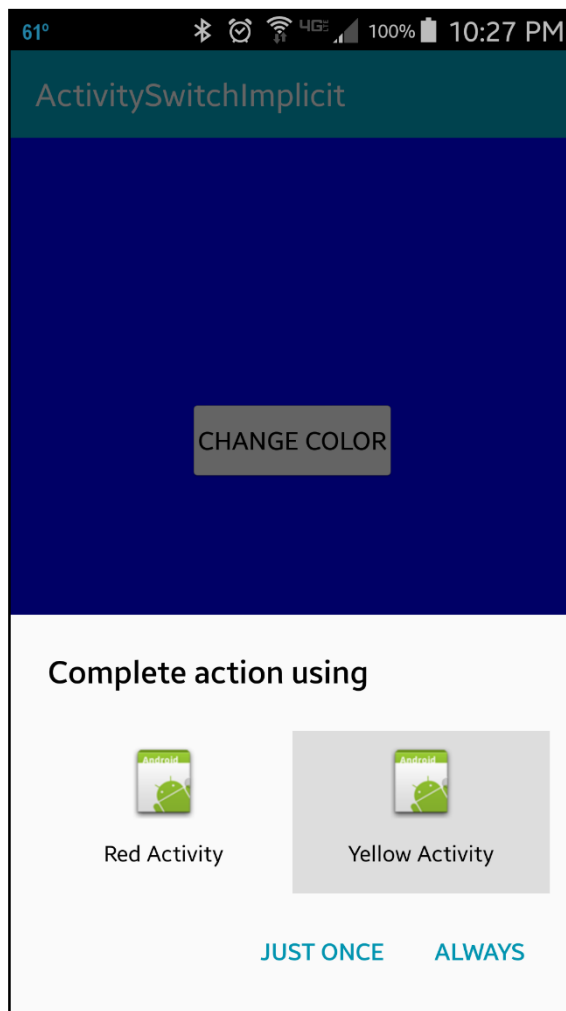 61° 4G LTE 100% 10:27 PM
ActivitySwitchImplicit
CHANGE COLOR
Complete action using
Android Android
Red Activity Yellow Activity
JUST ONCE ALWAYS